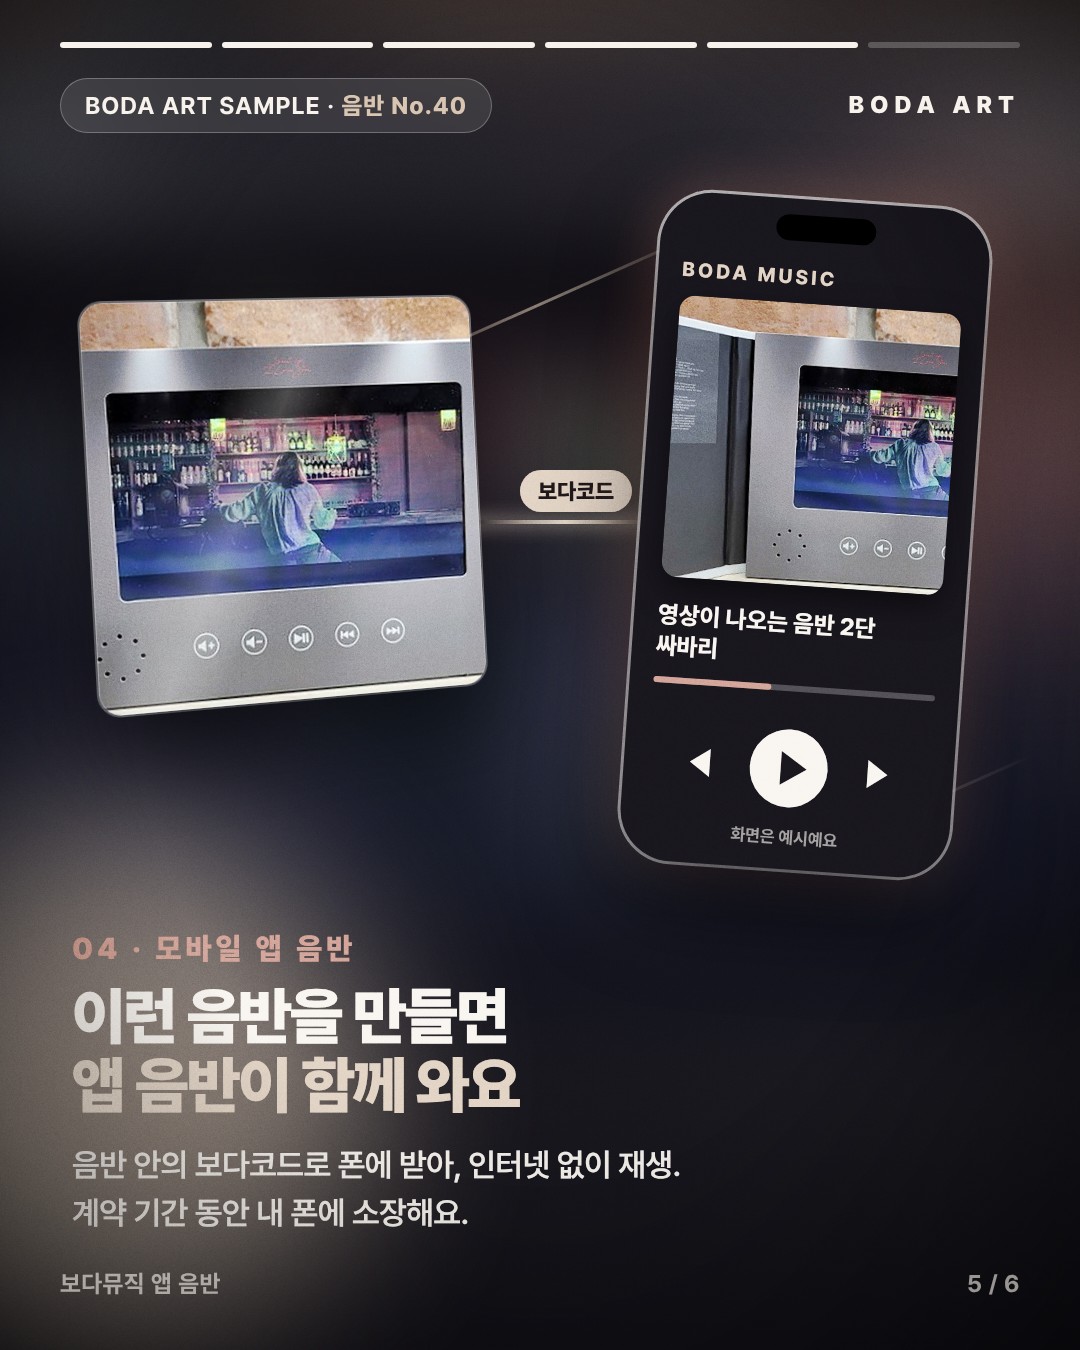 BODA ART SAMPLE · 음반 No.40
BODA ART
BODA MUSIC
보다코드
영상이 나오는 음반 2단
싸바리
화면은 예시예요
04 · 모바일 앱 음반
이런 음반을 만들면
앱 음반이 함께 와요
음반 안의 보다코드로 폰에 받아, 인터넷 없이 재생.
계약 기간 동안 내 폰에 소장해요.
보다뮤직 앱 음반
5 / 6